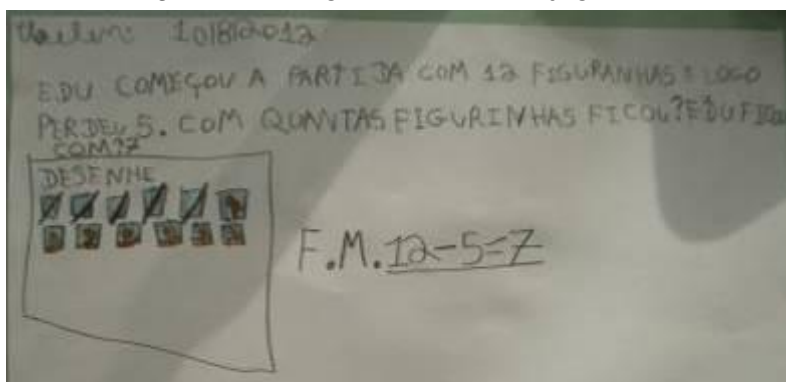 10/8/2012
EDU COMEÇOU A PARTIDA COM 12 FIGURANHAS E LOGO
PERDEU 5. COM QUANTAS FIGURINHAS FICOU? EDU FICOU
COM? 7
DESENHE
F.M. 12-5=7